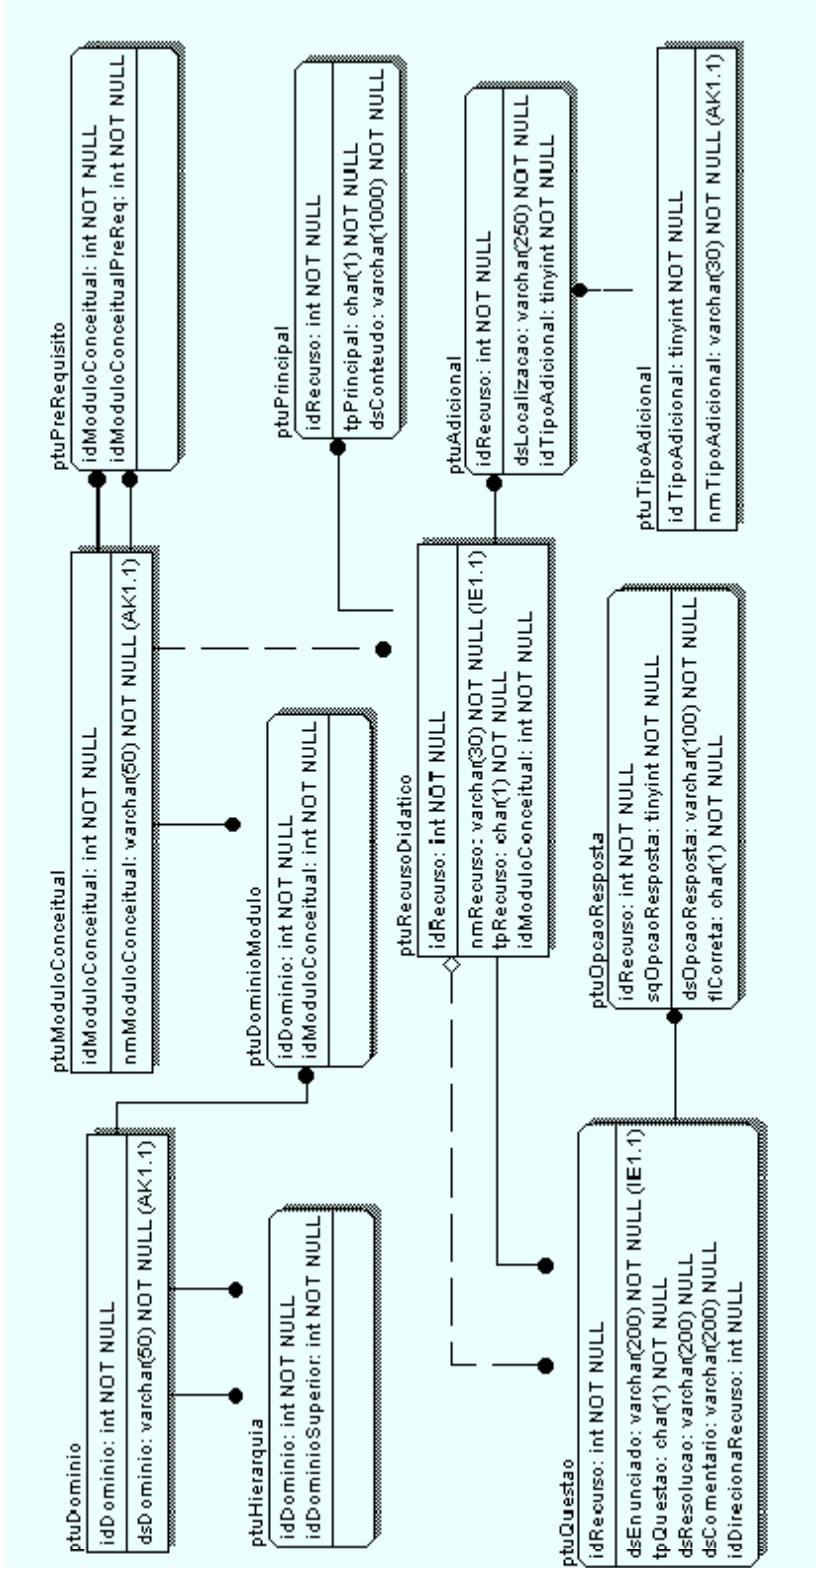 ptuDominio
idDominio: int NOT NULL
dsDominio: varchar(50) NOT NULL (AK1.1)
ptuHierarquia
idDominio: int NOT NULL
idDominioSuperior: int NOT NULL
ptuModuloConceitual
idModuloConceitual: int NOT NULL
nmModuloConceitual: varchar(50) NOT NULL (AK1.1)
ptuDominioModulo
idDominio: int NOT NULL
idModuloConceitual: int NOT NULL
ptuPreRequisito
idModuloConceitual: int NOT NULL
idModuloConceitualPreReq: int NOT NULL
ptuPrincipal
idRecurso: int NOT NULL
tpPrincipal: char(1) NOT NULL
dsConteudo: varchar(1000) NOT NULL
ptuRecursoDidatico
idRecurso: int NOT NULL
nmRecurso: varchar(30) NOT NULL (IE1.1)
tpRecurso: char(1) NOT NULL
idModuloConceitual: int NOT NULL
ptuAdicional
idRecurso: int NOT NULL
dsLocalizacao: varchar(250) NOT NULL
idTipoAdicional: tinyint NOT NULL
ptuQuestao
idRecurso: int NOT NULL
dsEnunciado: varchar(200) NOT NULL (IE1.1)
tpQuestao: char(1) NOT NULL
dsResolucao: varchar(200) NULL
dsComentario: varchar(200) NULL
idDirecionaRecurso: int NULL
ptuOpcaoResposta
idRecurso: int NOT NULL
sqOpcaoResposta: tinyint NOT NULL
dsOpcaoResposta: varchar(100) NOT NULL
flCorreta: char(1) NOT NULL
ptuTipoAdicional
idTipoAdicional: tinyint NOT NULL
nmTipoAdicional: varchar(30) NOT NULL (AK1.1)